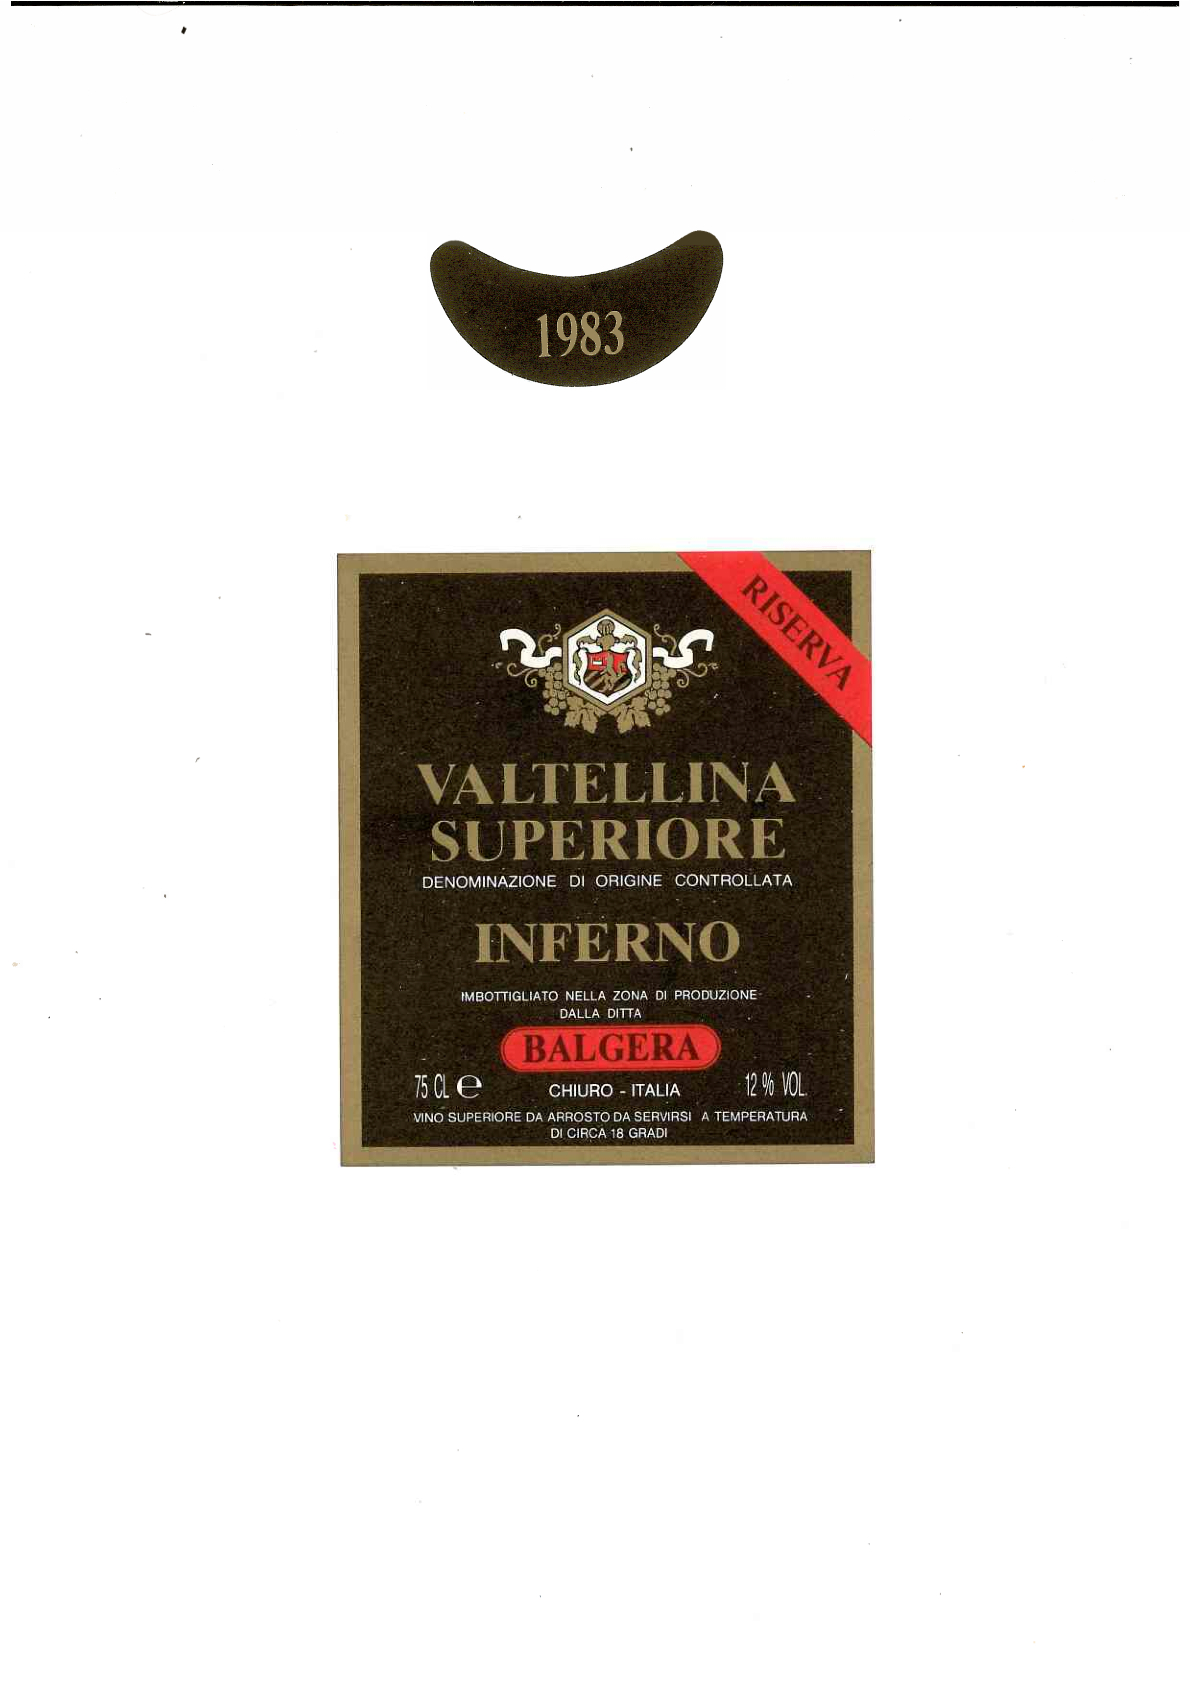 1983
RISERVA
VALTELLINA
SUPERIORE
DENOMINAZIONE DI ORIGINE CONTROLLATA
INFERNO
IMBOTTIGLIATO NELLA ZONA DI PRODUZIONE
DALLA DITTA
BALGERA
75 CL ℮ CHIURO - ITALIA 12 % VOL.
VINO SUPERIORE DA ARROSTO DA SERVIRSI A TEMPERATURA
DI CIRCA 18 GRADI